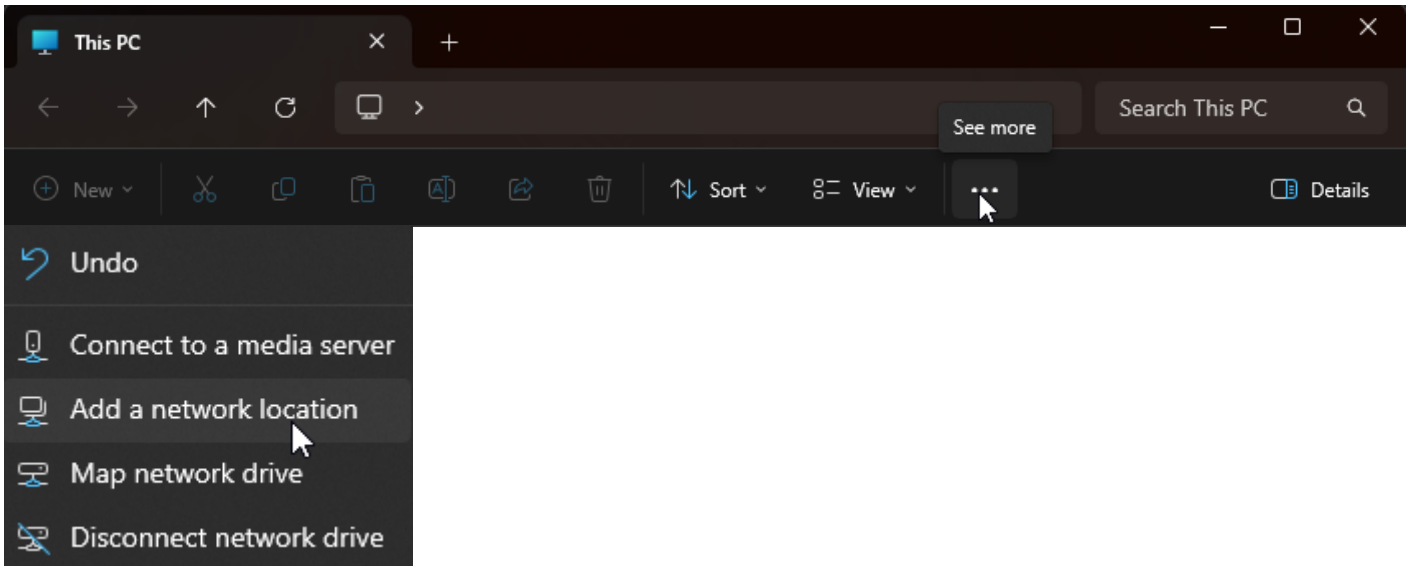 This PC
Search This PC
See more
New
Sort
View
Details
Undo
Connect to a media server
Add a network location
Map network drive
Disconnect network drive